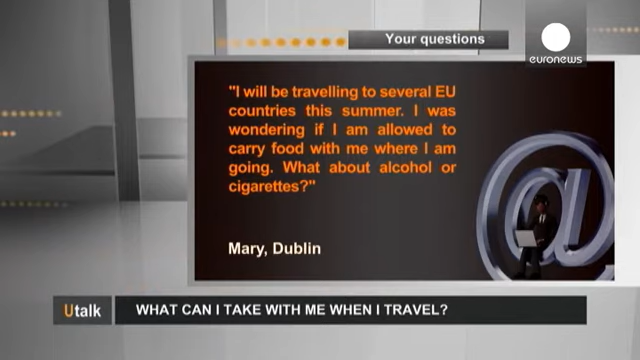 Your questions
euronews
"I will be travelling to several EU
countries this summer. I was
wondering if I am allowed to
carry food with me where I am
going. What about alcohol or
cigarettes?"
Mary, Dublin
Utalk
WHAT CAN I TAKE WITH ME WHEN I TRAVEL?